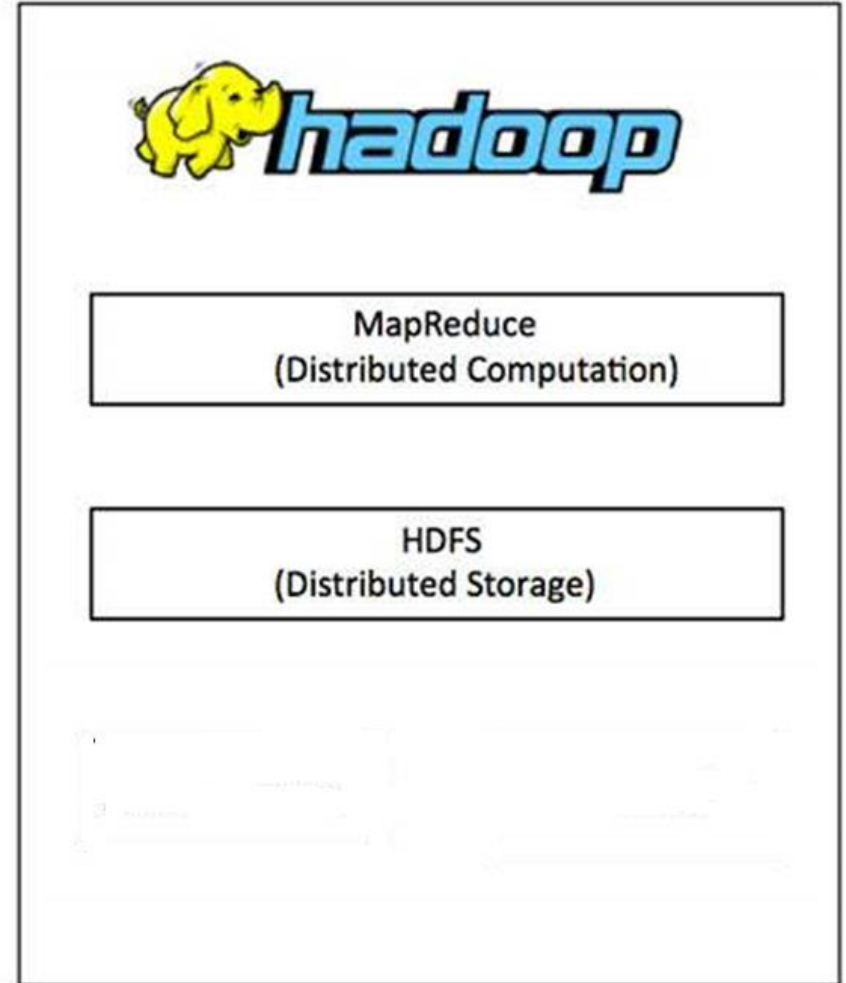 hadoop
MapReduce
(Distributed Computation)
HDFS
(Distributed Storage)